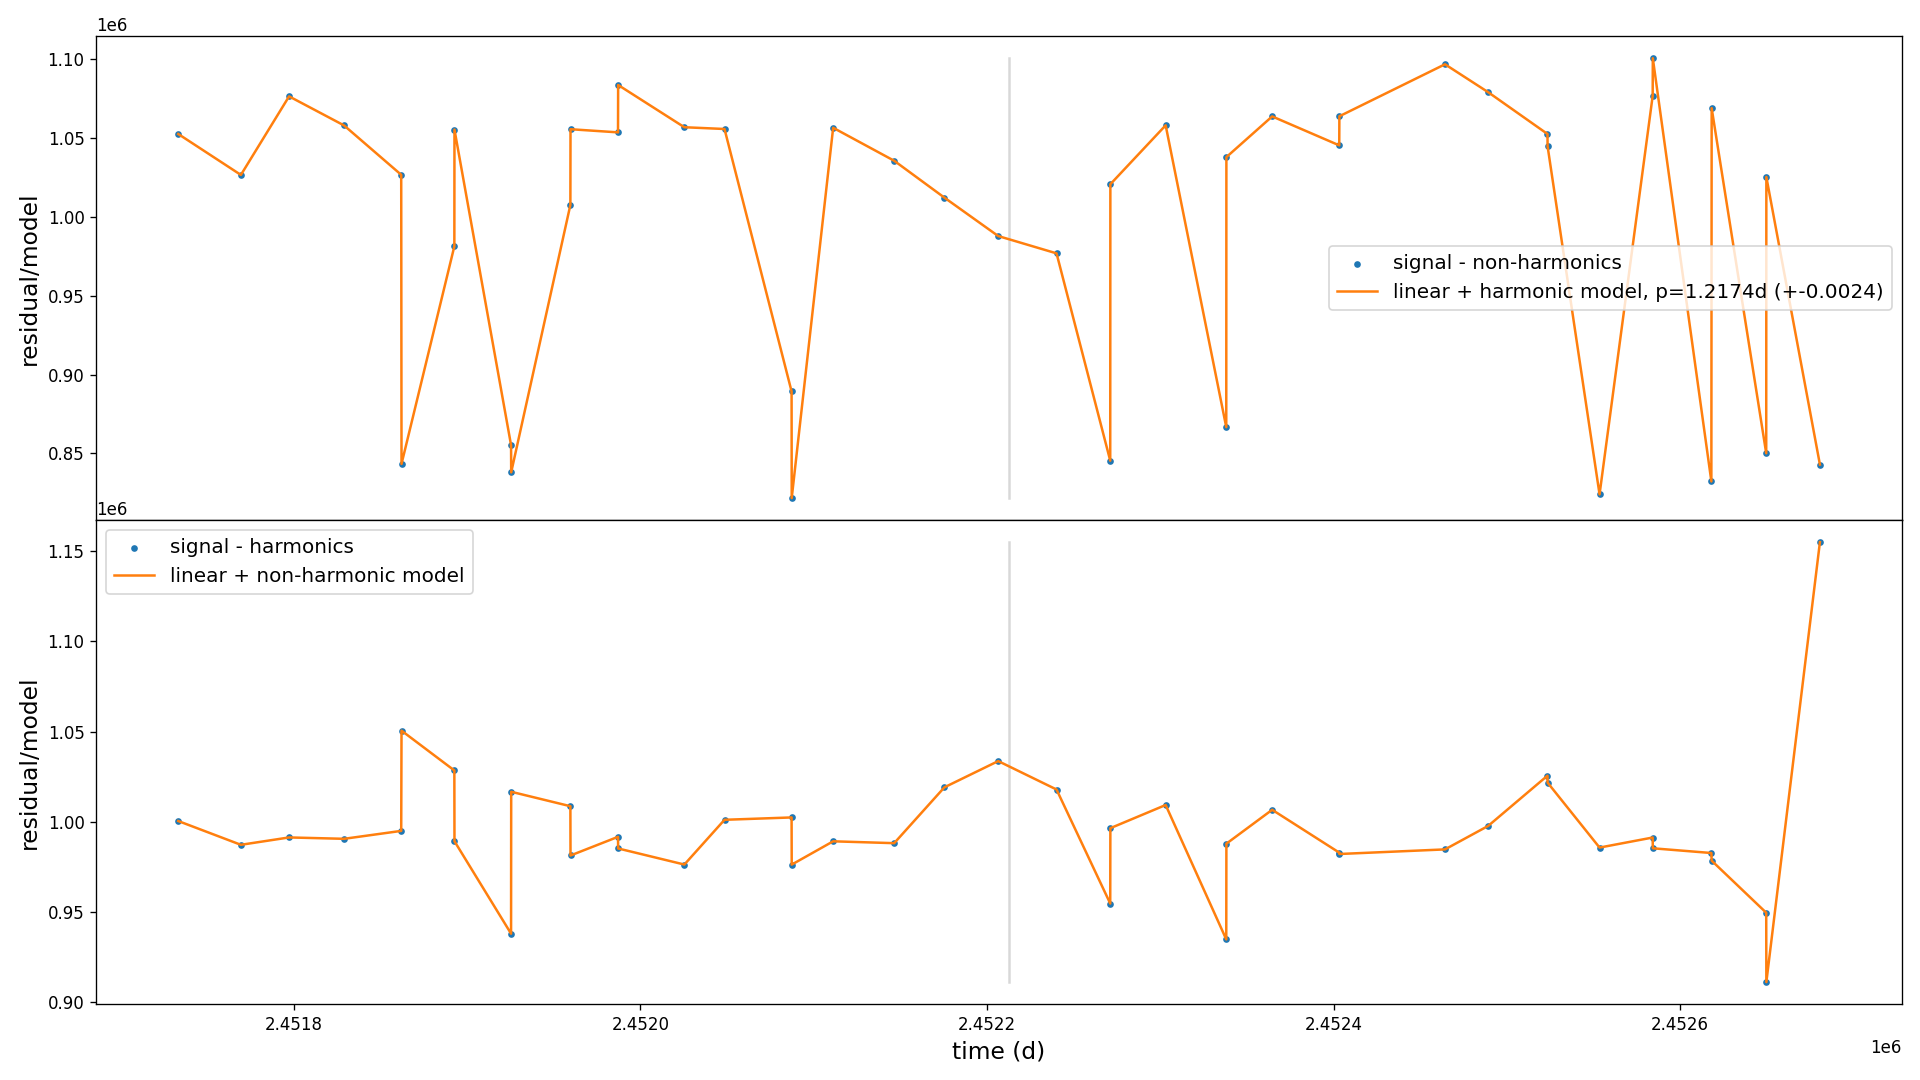 1e6
1.10
1.05
1.00
0.95
0.90
0.85
residual/model
signal - non-harmonics
linear + harmonic model, p=1.2174d (+-0.0024)
1e6
1.15
1.10
1.05
1.00
0.95
0.90
residual/model
signal - harmonics
linear + non-harmonic model
2.4518 2.4520 2.4522 2.4524 2.4526
1e6
time (d)